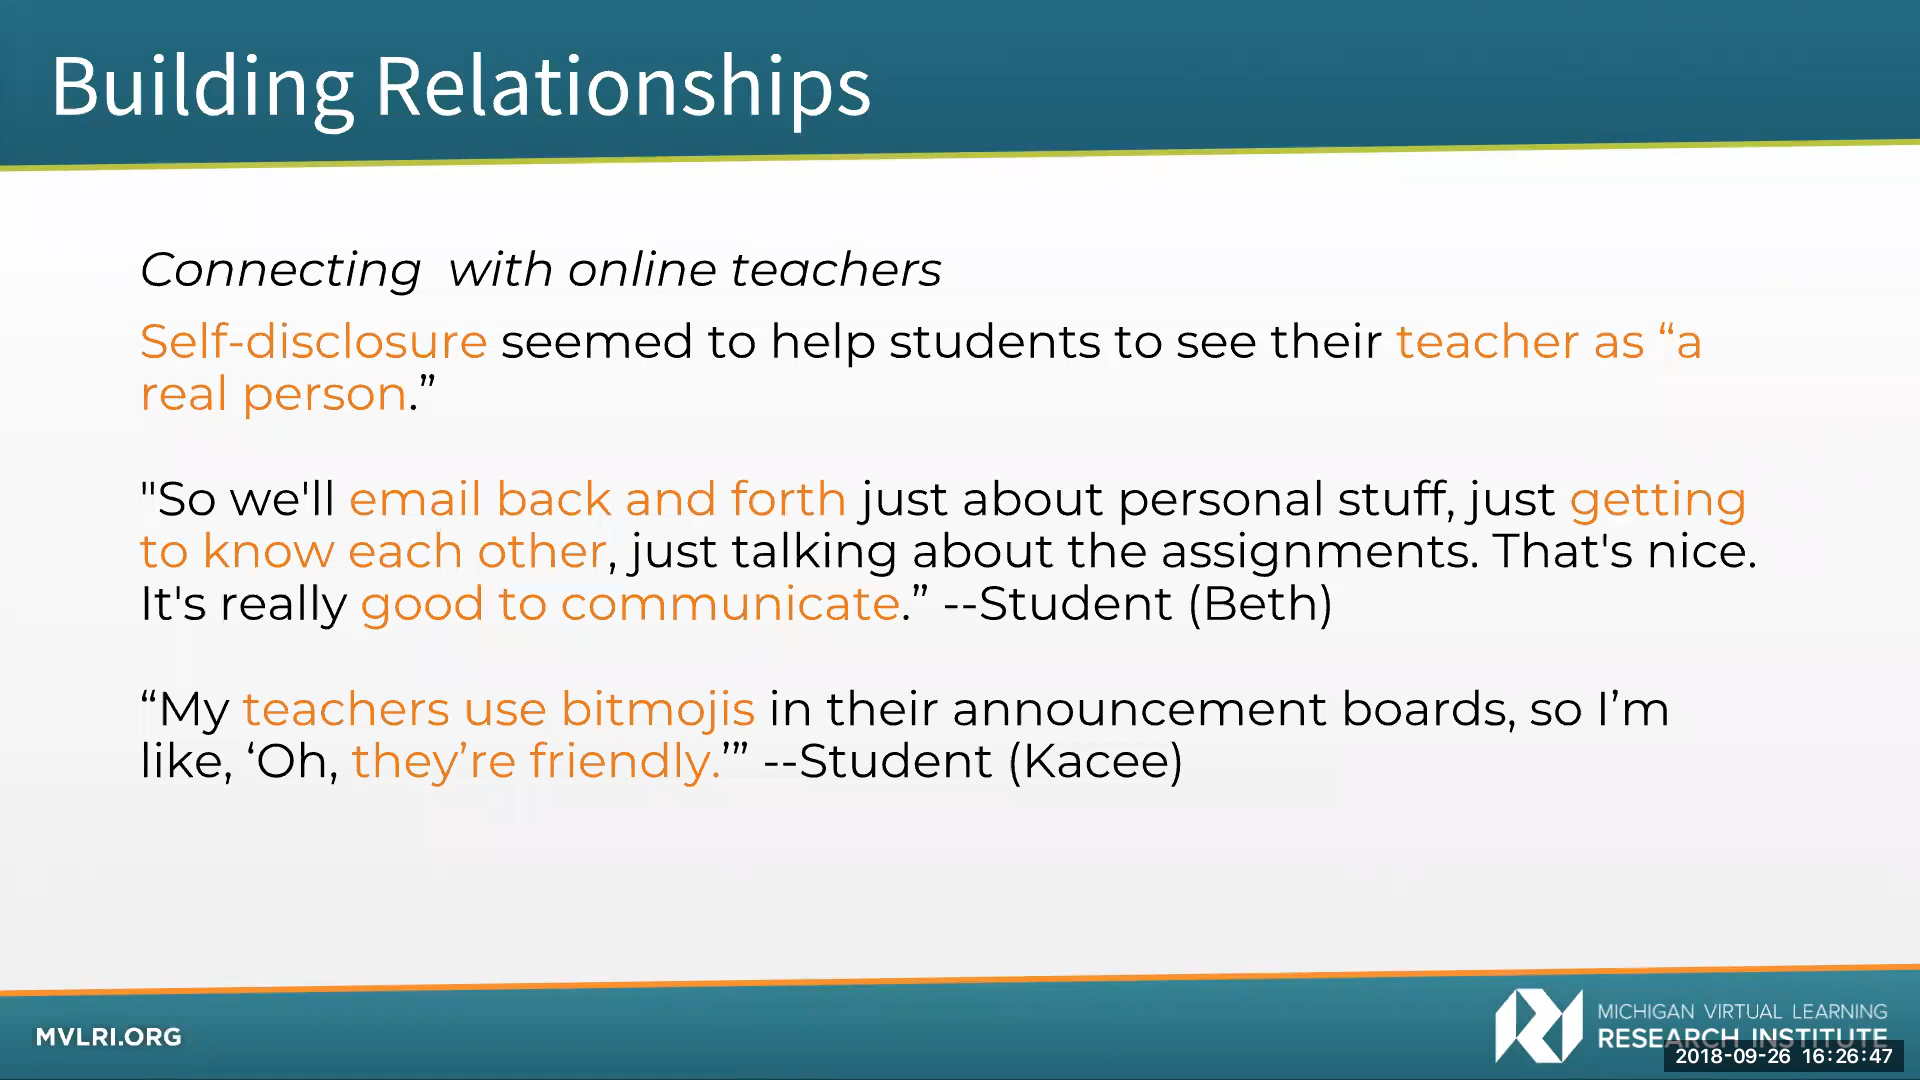 Building Relationships
Connecting  with online teachers
Self-disclosure seemed to help students to see their teacher as “a
real person.”
"So we'll email back and forth just about personal stuff, just getting
to know each other, just talking about the assignments. That's nice.
It's really good to communicate.” --Student (Beth)
“My teachers use bitmojis in their announcement boards, so I’m
like, ‘Oh, they’re friendly.’” --Student (Kacee)
MVLRI.ORG
MICHIGAN VIRTUAL LEARNING
RESEARCH INSTITUTE
2018-09-26 16:26:47